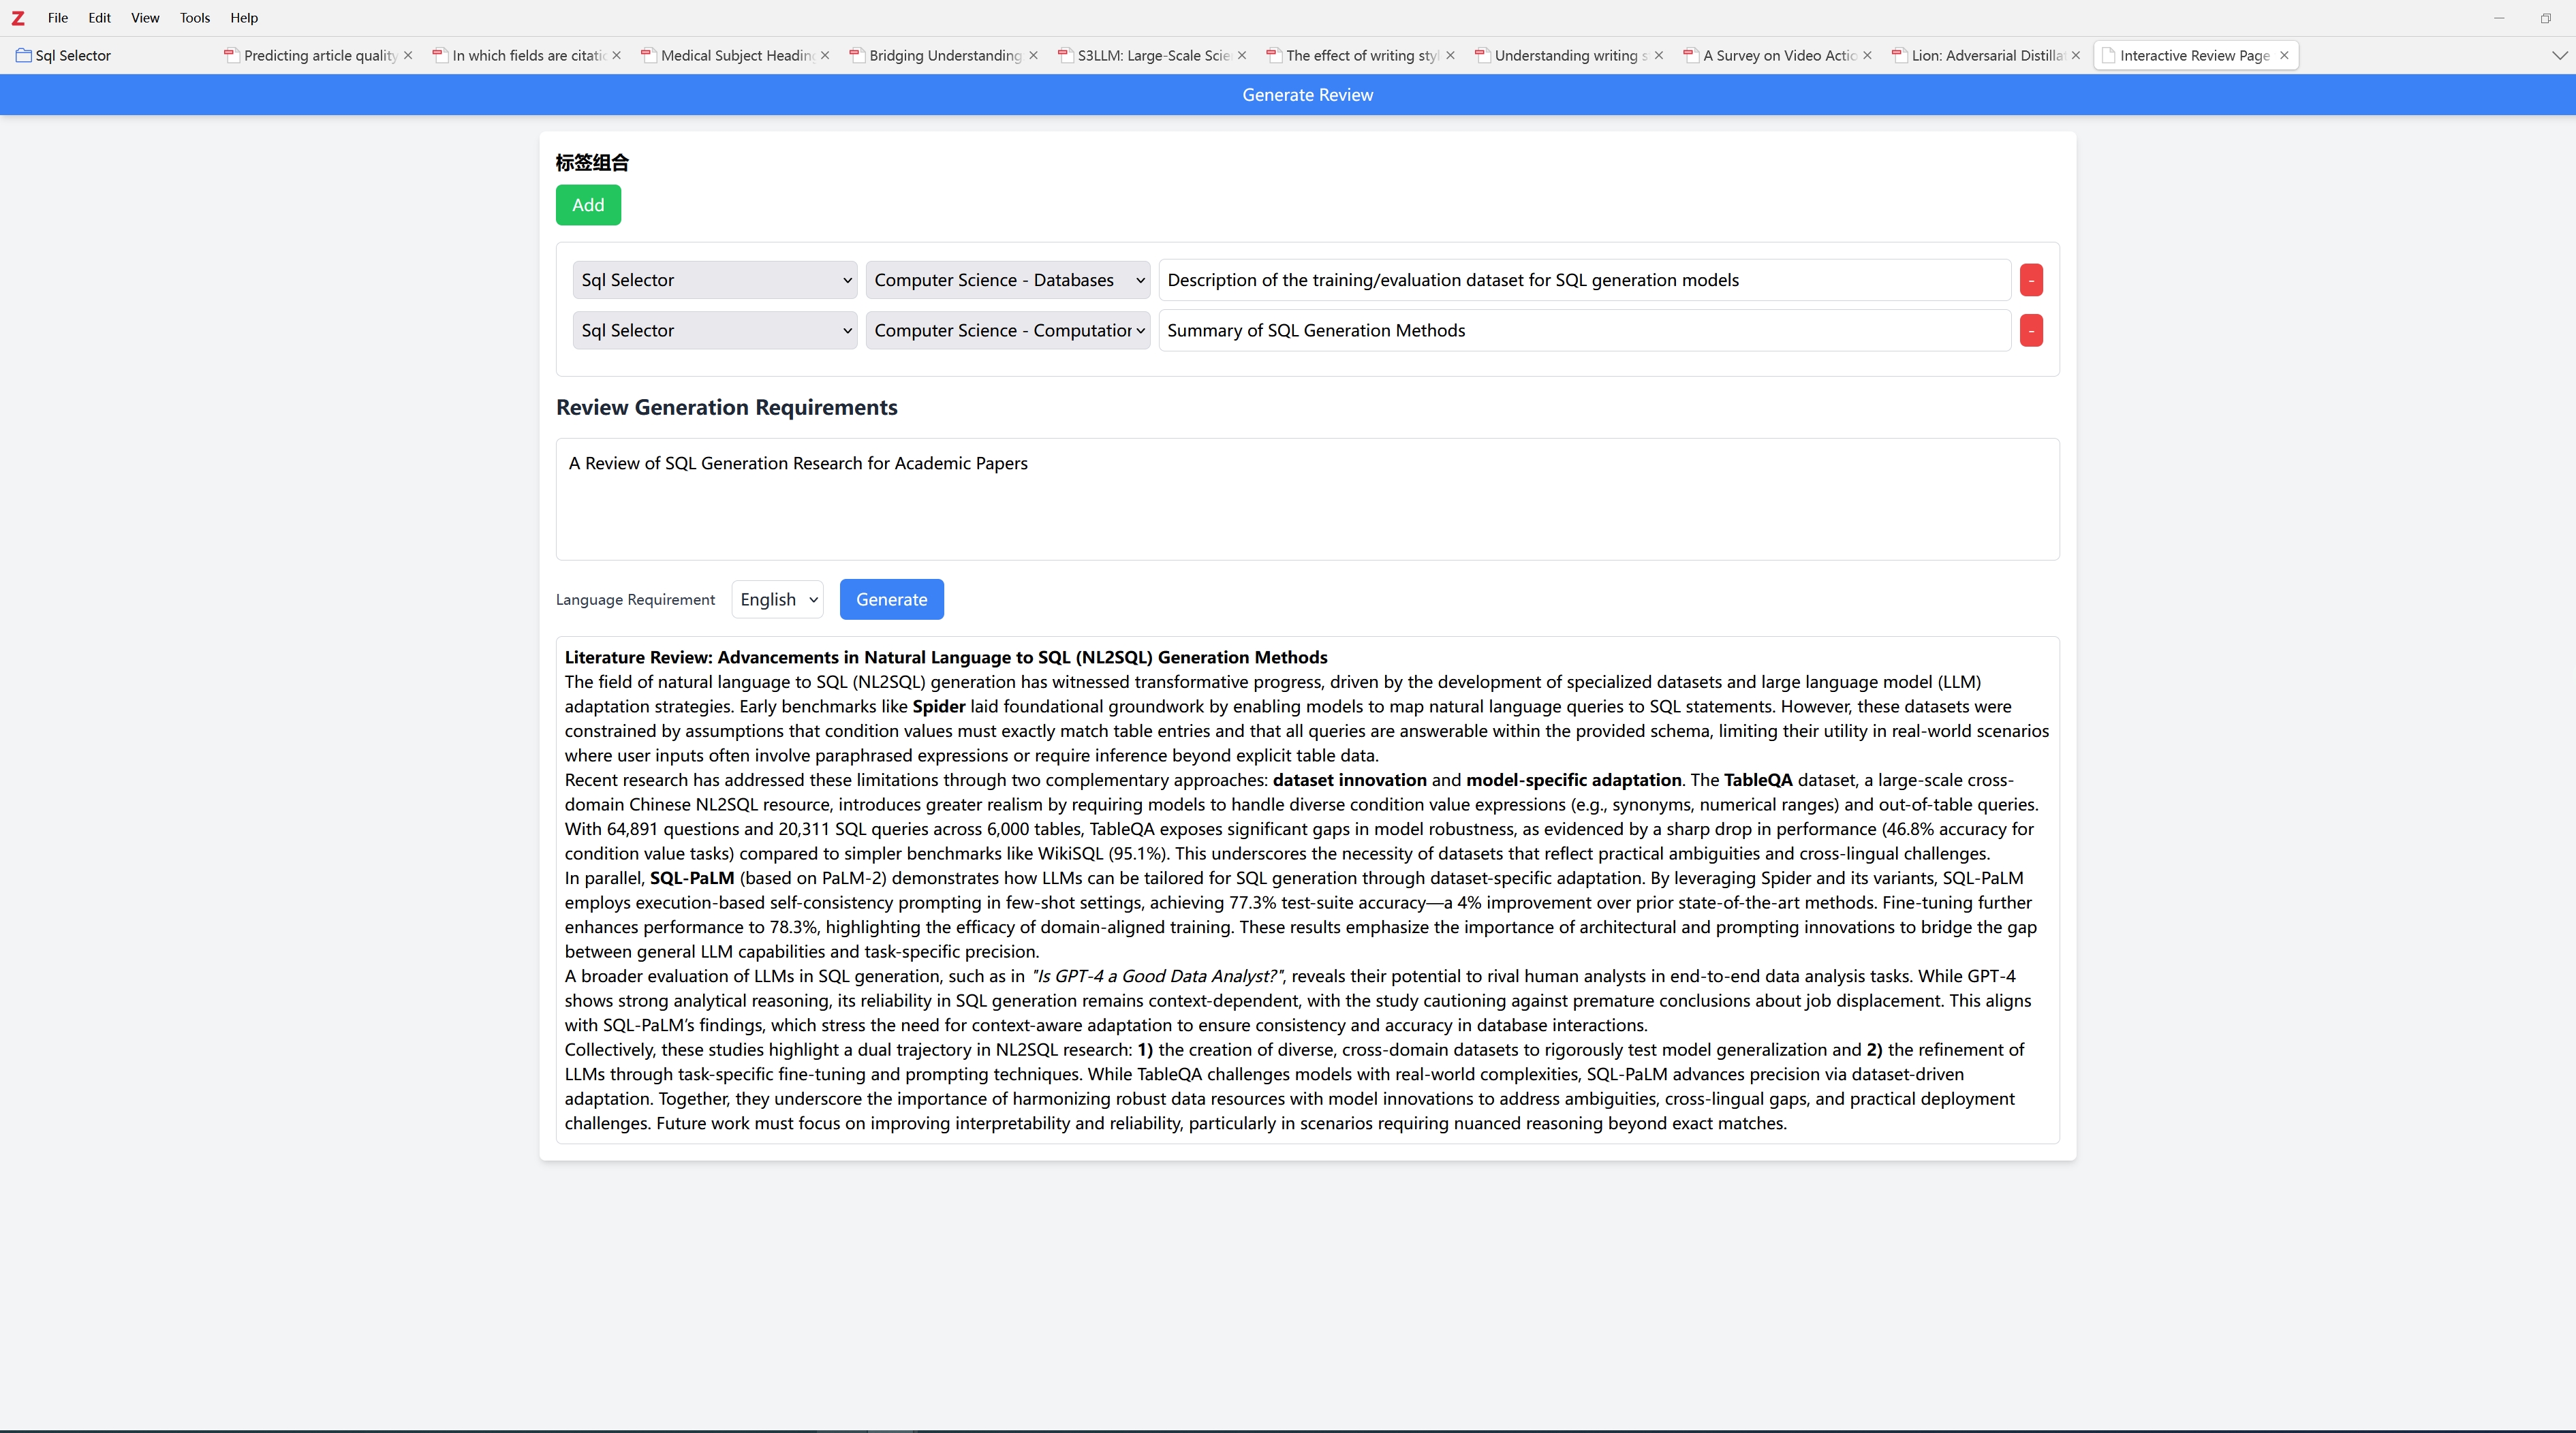 Z File Edit View Tools Help
Sql Selector Predicting article quality In which fields are citatic Medical Subject Heading Bridging Understanding S3LLM: Large-Scale Scie The effect of writing styl Understanding writing s A Survey on Video Actio Lion: Adversarial Distillat Interactive Review Page
Generate Review
标签组合
Add
Sql Selector Computer Science - Databases Description of the training/evaluation dataset for SQL generation models -
Sql Selector Computer Science - Computation Summary of SQL Generation Methods -
Review Generation Requirements
A Review of SQL Generation Research for Academic Papers
Language Requirement English Generate
Literature Review: Advancements in Natural Language to SQL (NL2SQL) Generation Methods
The field of natural language to SQL (NL2SQL) generation has witnessed transformative progress, driven by the development of specialized datasets and large language model (LLM)
adaptation strategies. Early benchmarks like Spider laid foundational groundwork by enabling models to map natural language queries to SQL statements. However, these datasets were
constrained by assumptions that condition values must exactly match table entries and that all queries are answerable within the provided schema, limiting their utility in real-world scenarios
where user inputs often involve paraphrased expressions or require inference beyond explicit table data.
Recent research has addressed these limitations through two complementary approaches: dataset innovation and model-specific adaptation. The TableQA dataset, a large-scale cross-
domain Chinese NL2SQL resource, introduces greater realism by requiring models to handle diverse condition value expressions (e.g., synonyms, numerical ranges) and out-of-table queries.
With 64,891 questions and 20,311 SQL queries across 6,000 tables, TableQA exposes significant gaps in model robustness, as evidenced by a sharp drop in performance (46.8% accuracy for
condition value tasks) compared to simpler benchmarks like WikiSQL (95.1%). This underscores the necessity of datasets that reflect practical ambiguities and cross-lingual challenges.
In parallel, SQL-PaLM (based on PaLM-2) demonstrates how LLMs can be tailored for SQL generation through dataset-specific adaptation. By leveraging Spider and its variants, SQL-PaLM
employs execution-based self-consistency prompting in few-shot settings, achieving 77.3% test-suite accuracy—a 4% improvement over prior state-of-the-art methods. Fine-tuning further
enhances performance to 78.3%, highlighting the efficacy of domain-aligned training. These results emphasize the importance of architectural and prompting innovations to bridge the gap
between general LLM capabilities and task-specific precision.
A broader evaluation of LLMs in SQL generation, such as in "Is GPT-4 a Good Data Analyst?", reveals their potential to rival human analysts in end-to-end data analysis tasks. While GPT-4
shows strong analytical reasoning, its reliability in SQL generation remains context-dependent, with the study cautioning against premature conclusions about job displacement. This aligns
with SQL-PaLM's findings, which stress the need for context-aware adaptation to ensure consistency and accuracy in database interactions.
Collectively, these studies highlight a dual trajectory in NL2SQL research: 1) the creation of diverse, cross-domain datasets to rigorously test model generalization and 2) the refinement of
LLMs through task-specific fine-tuning and prompting techniques. While TableQA challenges models with real-world complexities, SQL-PaLM advances precision via dataset-driven
adaptation. Together, they underscore the importance of harmonizing robust data resources with model innovations to address ambiguities, cross-lingual gaps, and practical deployment
challenges. Future work must focus on improving interpretability and reliability, particularly in scenarios requiring nuanced reasoning beyond exact matches.